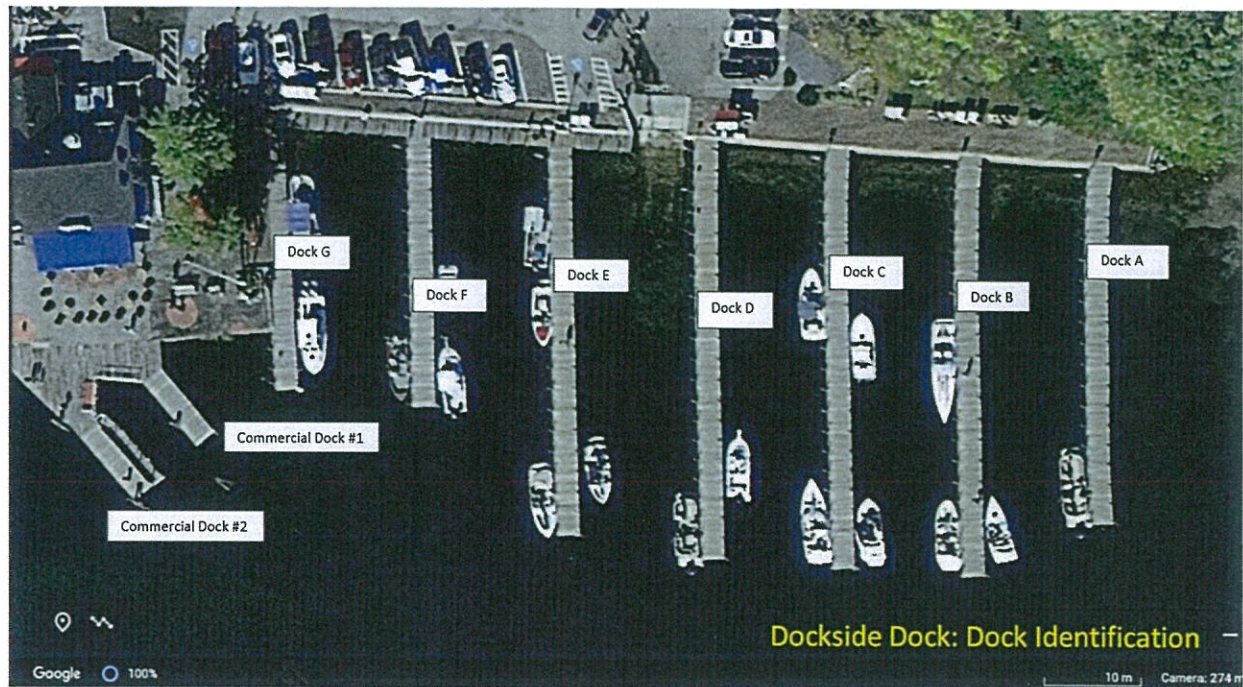 Dock G
Dock F
Dock E
Dock D
Dock C
Dock B
Dock A
Commercial Dock #1
Commercial Dock #2
Dockside Dock: Dock Identification
Google
100%
10 m
Camera: 274 m